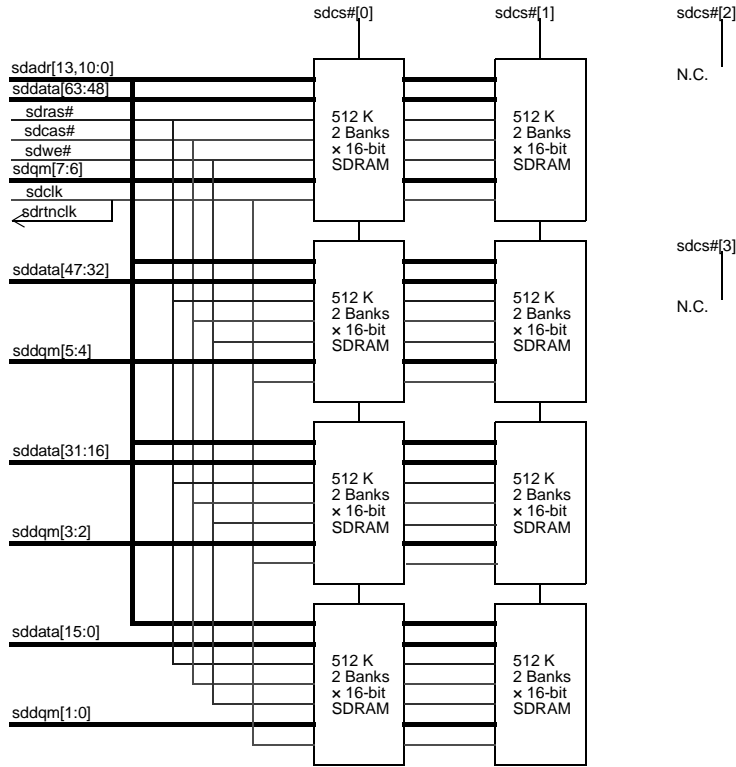 sdcs#[0]
sdcs#[1]
sdcs#[2]
sdadr[13,10:0]
sddata[63:48]
sdras#
sdcas#
sdwe#
sdqm[7:6]
sdclk
sdrtnclk
512 K
2 Banks
× 16-bit
SDRAM
512 K
2 Banks
× 16-bit
SDRAM
N.C.
sdcs#[3]
N.C.
sddata[47:32]
sddqm[5:4]
512 K
2 Banks
× 16-bit
SDRAM
512 K
2 Banks
× 16-bit
SDRAM
sddata[31:16]
sddqm[3:2]
512 K
2 Banks
× 16-bit
SDRAM
512 K
2 Banks
× 16-bit
SDRAM
sddata[15:0]
sddqm[1:0]
512 K
2 Banks
× 16-bit
SDRAM
512 K
2 Banks
× 16-bit
SDRAM